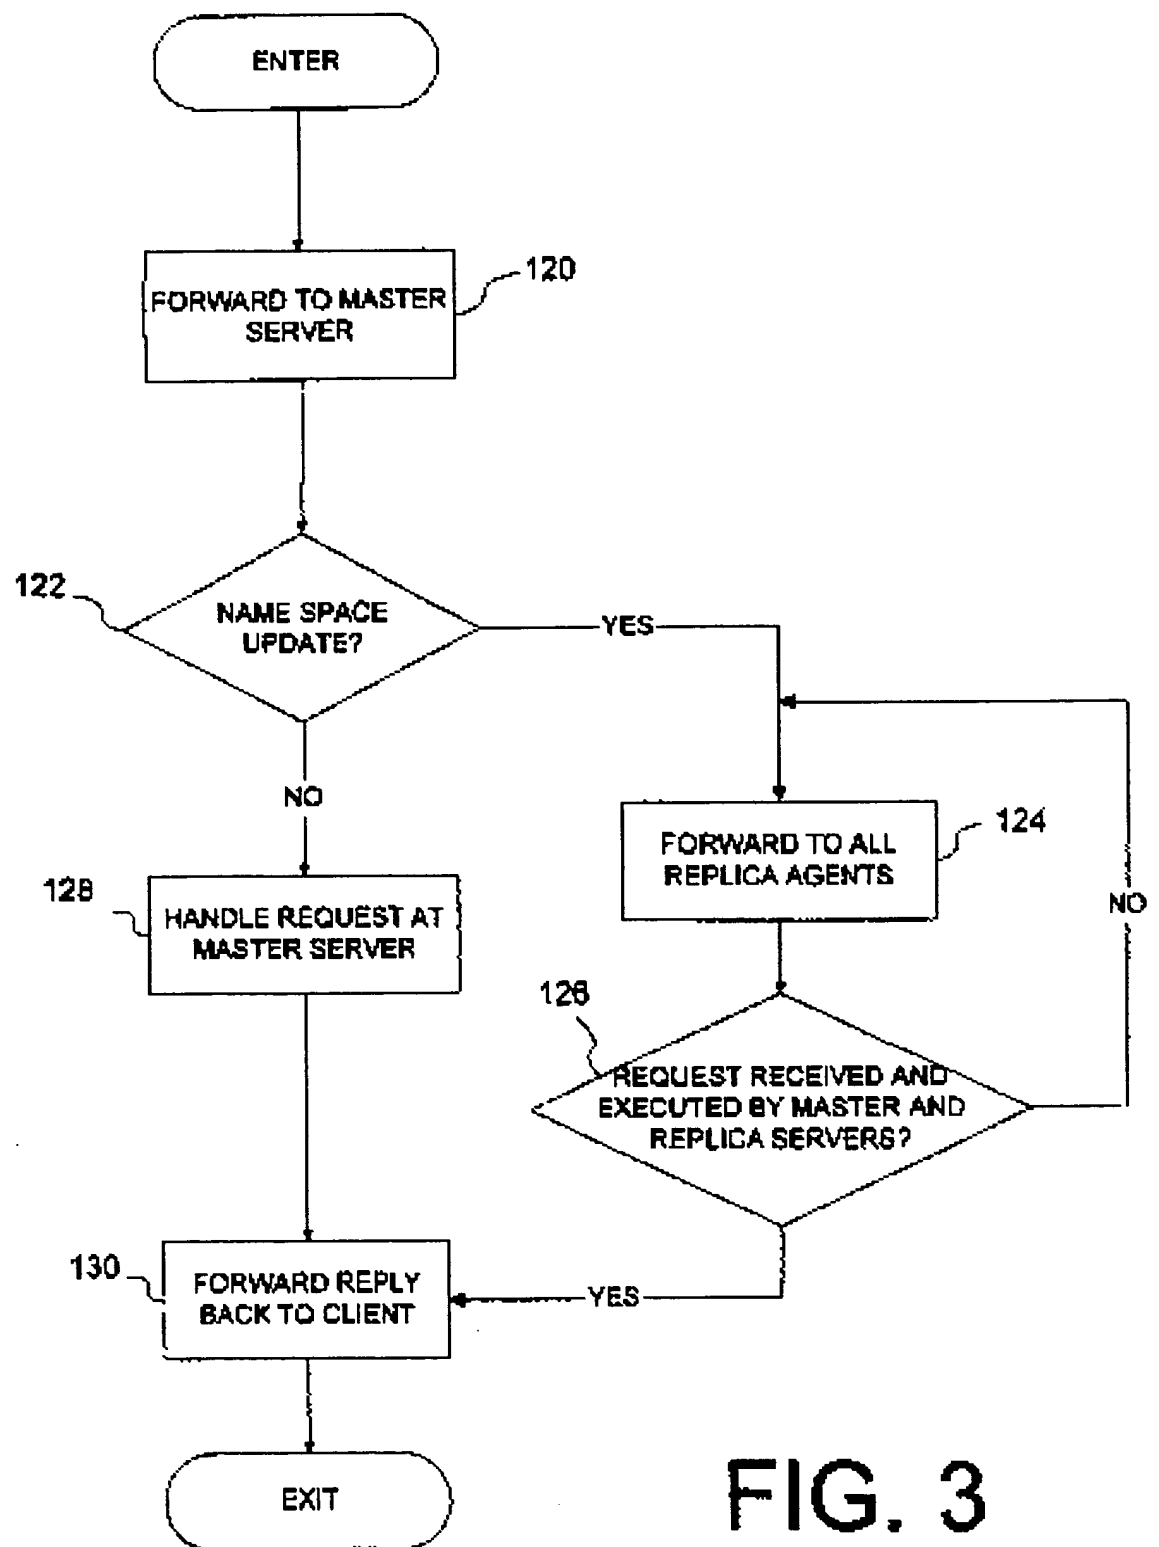 ENTER
FORWARD TO MASTER
SERVER
120
122
NAME SPACE
UPDATE?
YES
NO
FORWARD TO ALL
REPLICA AGENTS
124
NO
128
HANDLE REQUEST AT
MASTER SERVER
126
REQUEST RECEIVED AND
EXECUTED BY MASTER AND
REPLICA SERVERS?
130
FORWARD REPLY
BACK TO CLIENT
YES
EXIT
FIG. 3